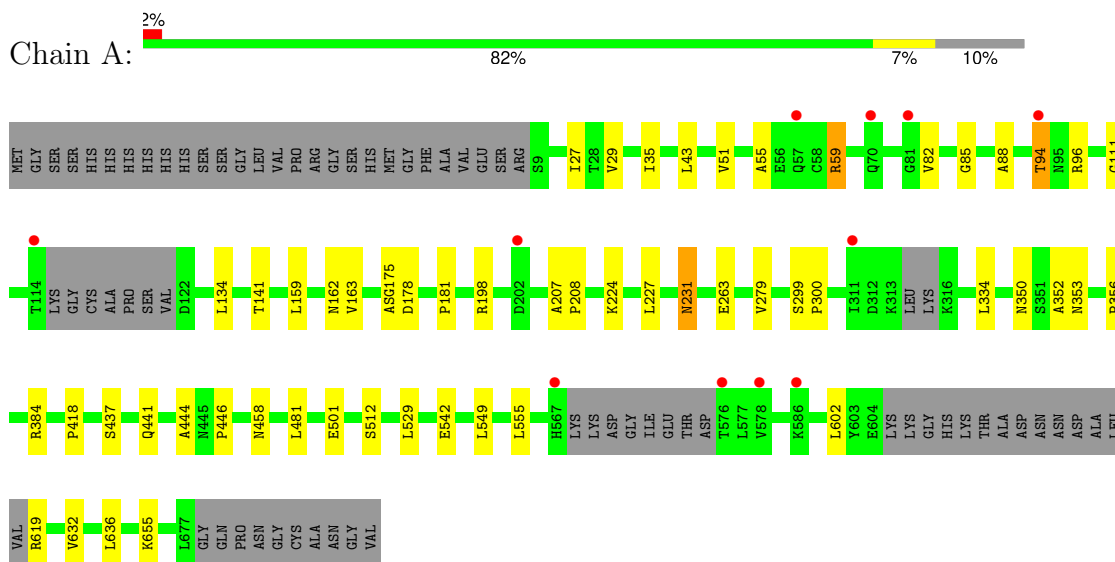 2%
Chain A:
82% 7% 10%
MET GLY SER SER HIS HIS HIS HIS HIS HIS SER SER GLY LEU VAL PRO ARG GLY SER HIS MET GLY PHE ALA VAL GLU SER ARG S9 I27 T28 V29 I35 L43 V51 A55 E56 Q57 C58 R59 Q70 G81 V82 G85 A88 T94 N95 R96 G111
T114 LYS GLY CYS ALA PRO SER VAL D122 L134 T141 L159 N162 V163 ASG175 D178 P181 R198 D202 A207 P208 K224 L227 N231 E263 V279 S299 P300 I311 D312 K313 LEU LYS K316 L334 N350 S351 A352 N353
R384 P418 S437 Q441 A444 N445 P446 N458 L481 E501 S512 L529 E542 L549 L555 H567 LYS LYS ASP GLY ILE GLU THR ASP T576 L577 V578 K586 L602 Y603 E604 LYS LYS GLY HIS LYS THR ALA ASP ASN ASN ASP ALA LEU
VAL R619 V632 L636 K655 L677 GLY GLN PRO ASN GLY CYS ALA ASN GLY VAL